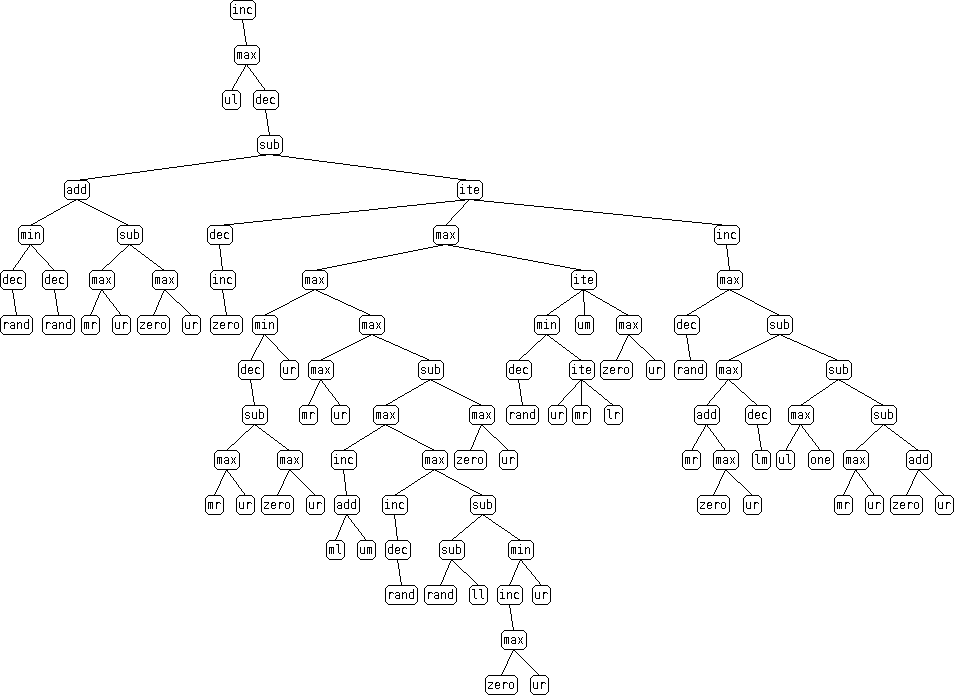 inc
max
ul dec
sub
add ite
min sub dec max inc
dec dec max max inc max ite max
rand rand mr ur zero ur zero min max min um max dec sub
dec ur max sub dec ite zero ur rand max sub
sub mr ur max max rand ur mr lr add dec max sub
max max inc max zero ur mr max lm ul one max add
mr ur zero ur add inc sub zero ur mr ur zero ur
ml um dec sub min
rand rand ll inc ur
max
zero ur